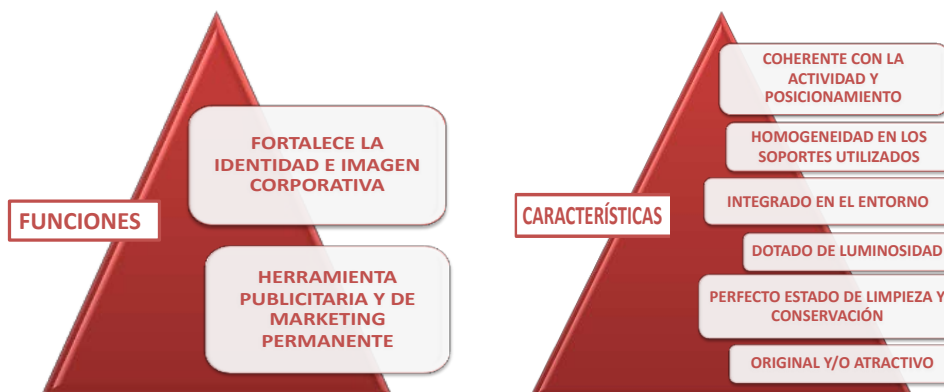 FUNCIONES
FORTALECE LA
IDENTIDAD E IMAGEN
CORPORATIVA
HERRAMIENTA
PUBLICITARIA Y DE
MARKETING
PERMANENTE
CARACTERÍSTICAS
COHERENTE CON LA
ACTIVIDAD Y
POSICIONAMIENTO
HOMOGENEIDAD EN LOS
SOPORTES UTILIZADOS
INTEGRADO EN EL ENTORNO
DOTADO DE LUMINOSIDAD
PERFECTO ESTADO DE LIMPIEZA Y
CONSERVACIÓN
ORIGINAL Y/O ATRACTIVO